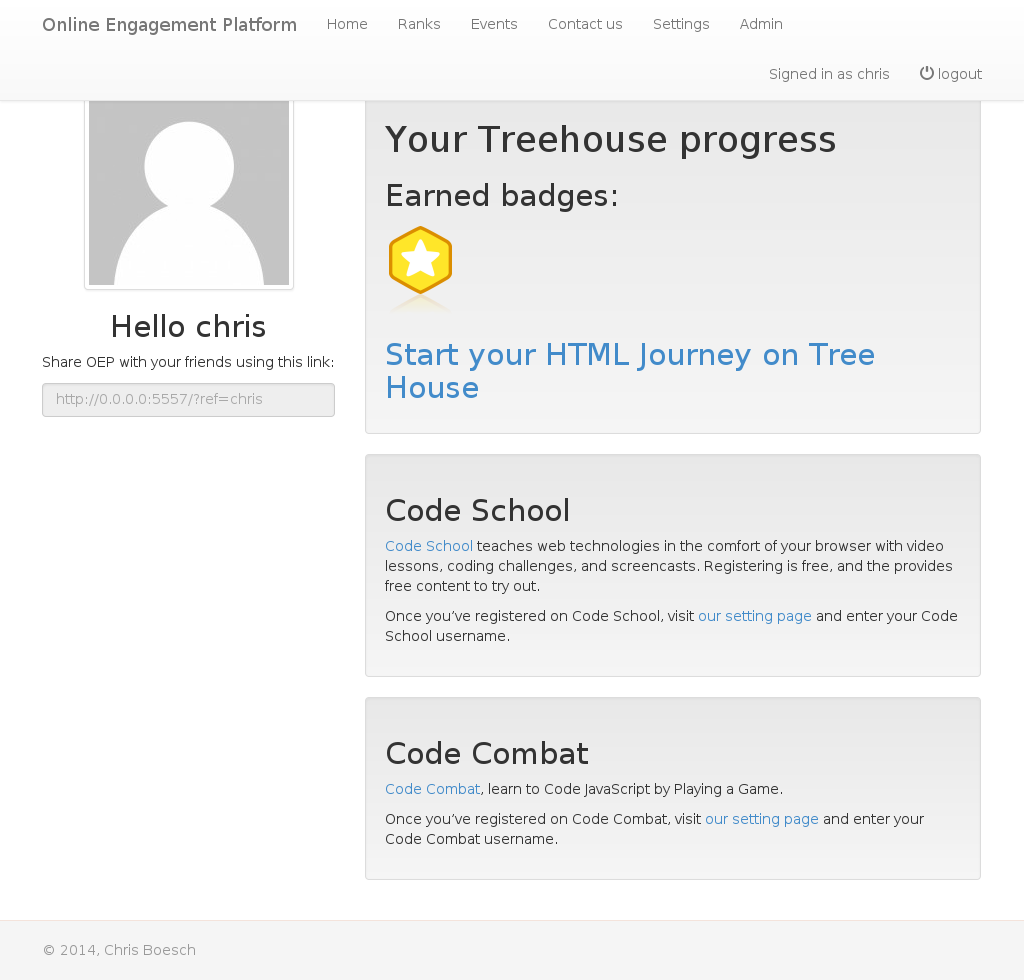 Online Engagement Platform Home Ranks Events Contact us Settings Admin
Signed in as chris logout
Hello chris
Share OEP with your friends using this link:
http://0.0.0.0:5557/?ref=chris
Your Treehouse progress
Earned badges:
Start your HTML Journey on Tree
House
Code School
Code School teaches web technologies in the comfort of your browser with video
lessons, coding challenges, and screencasts. Registering is free, and the provides
free content to try out.
Once you’ve registered on Code School, visit our setting page and enter your Code
School username.
Code Combat
Code Combat, learn to Code JavaScript by Playing a Game.
Once you’ve registered on Code Combat, visit our setting page and enter your
Code Combat username.
© 2014, Chris Boesch